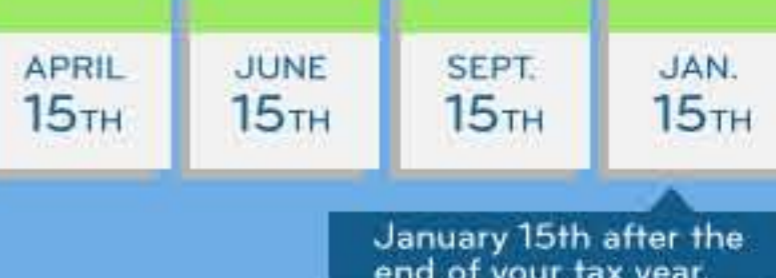 APRIL
15TH
JUNE
15TH
SEPT.
15TH
JAN.
15TH
January 15th after the
end of your tax year